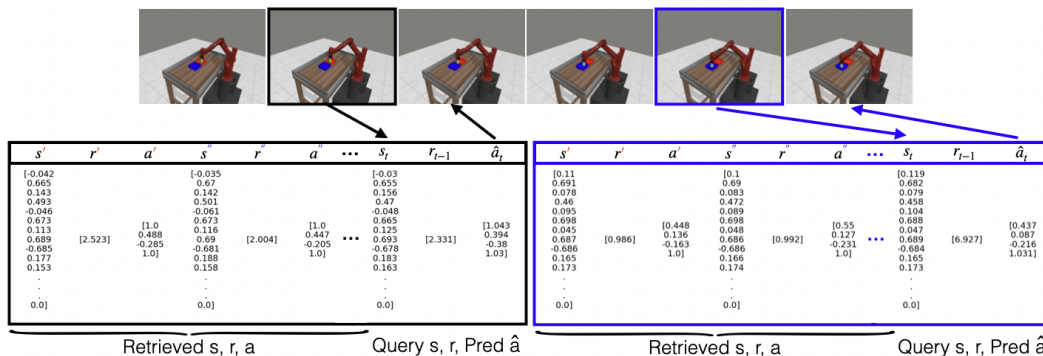 s′ r′ a′ s″ r″ a″ ••• s_t r_{t−1} â_t
[-0.042 [-0.035 [-0.03
0.665 0.67 0.655
0.143 0.142 0.156
0.493 0.501 0.47
-0.046 -0.061 -0.048
0.673 [1.0 0.673 [1.0 0.665 [1.043
0.113 0.488 0.116 0.447 0.125 0.394
0.689 [2.523] -0.285 0.69 [2.004] -0.205 ••• 0.693 [2.331] -0.38
-0.685 1.0] -0.681 1.0] -0.678 1.03]
0.177 0.188 0.183
0.153 0.158 0.163
. . .
. . .
. . .
0.0] 0.0] 0.0]
Retrieved s, r, a Query s, r, Pred â
s′ r′ a′ s″ r″ a″ ••• s_t r_{t−1} â_t
[0.11 [0.1 [0.119
0.691 0.69 0.682
0.078 0.083 0.079
0.46 0.472 0.458
0.095 0.089 0.104
0.698 [0.448 0.698 [0.55 0.688 [0.437
0.045 0.136 0.048 0.127 0.047 0.087
0.687 [0.986] -0.163 0.686 [0.992] -0.231 ••• 0.689 [6.927] -0.216
-0.686 1.0] -0.686 1.0] -0.684 1.031]
0.165 0.166 0.165
0.173 0.174 0.173
. . .
. . .
. . .
0.0] 0.0] 0.0]
Retrieved s, r, a Query s, r, Pred â